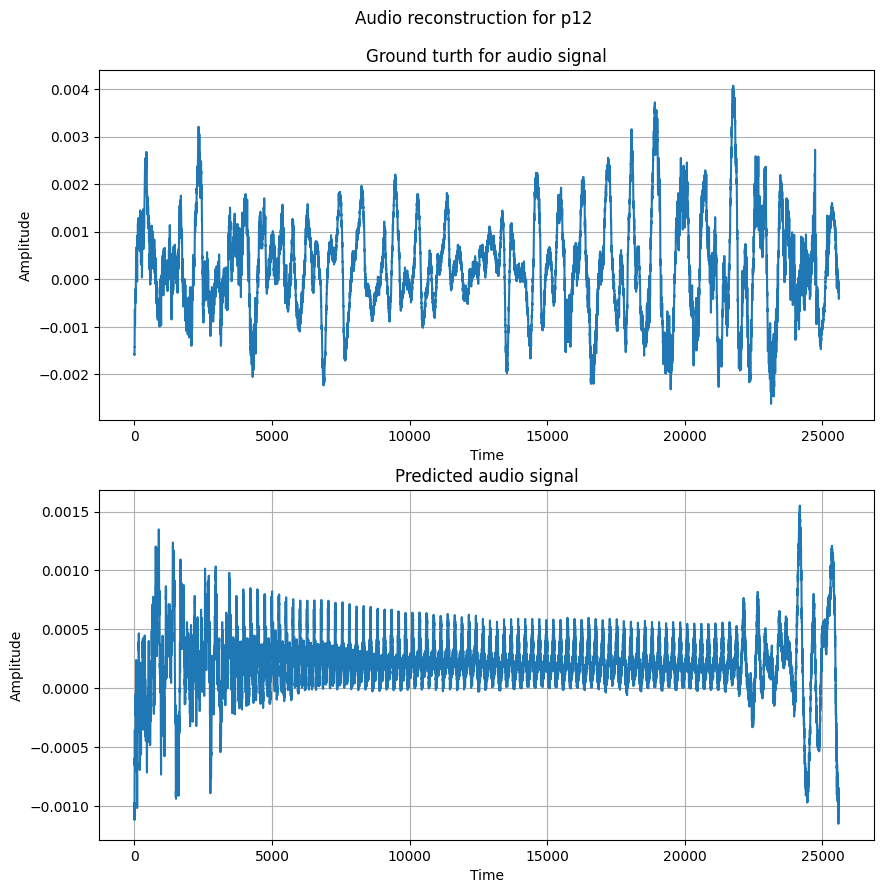 Audio reconstruction for p12
Ground turth for audio signal
0.004
0.003
0.002
0.001
0.000
−0.001
−0.002
Amplitude
0 5000 10000 15000 20000 25000
Time
Predicted audio signal
0.0015
0.0010
0.0005
0.0000
−0.0005
−0.0010
Amplitude
0 5000 10000 15000 20000 25000
Time